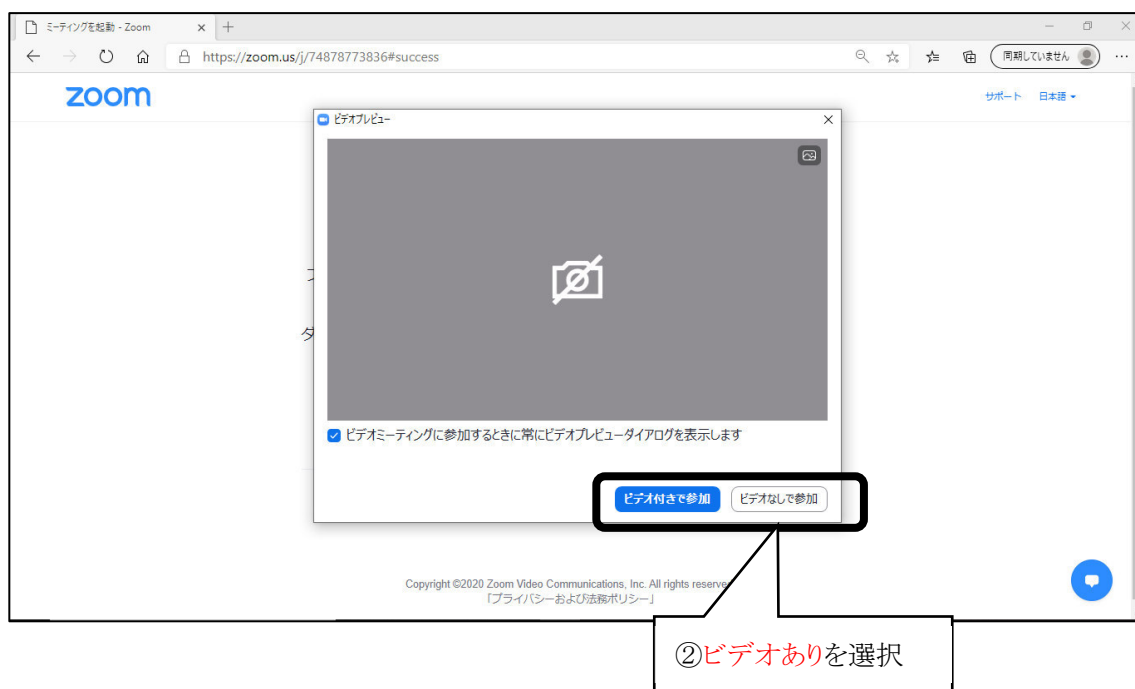 ミーティングを起動 - Zoom
https://zoom.us/j/74878773836#success
同期していません
zoom
サポート 日本語
ビデオプレビュー
ビデオミーティングに参加するときに常にビデオプレビューダイアログを表示します
ビデオ付きで参加 ビデオなしで参加
Copyright ©2020 Zoom Video Communications, Inc. All rights reserve
「プライバシーおよび法務ポリシー」
②ビデオありを選択